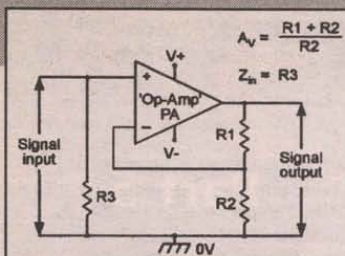 V+
A_V = R1 + R2
R2
Z_in = R3
+
'Op-Amp'
PA
−
V-
R1
R2
R3
Signal
input
Signal
output
0V